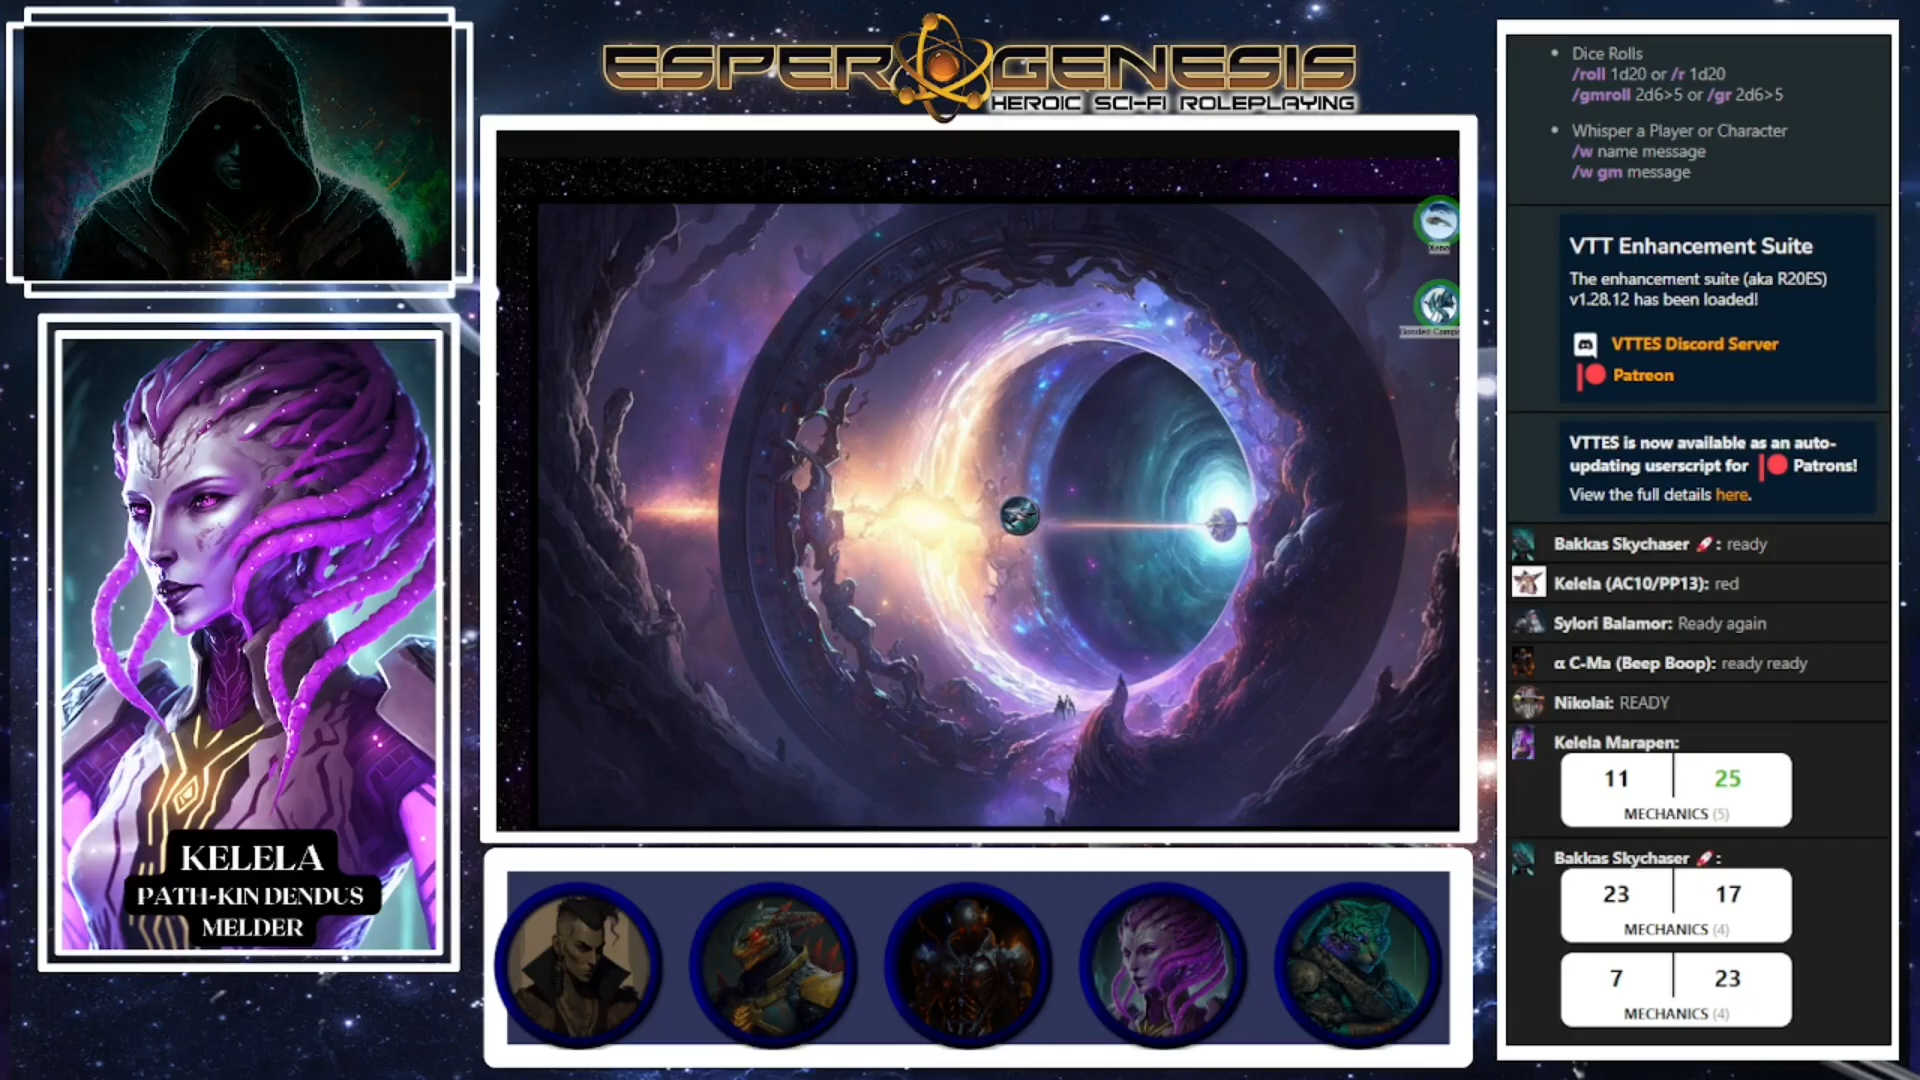 ESPER GENESIS
HEROIC SCI-FI ROLEPLAYING
Xeno
KELELA
PATH-KIN DENDUS
MELDER
Dice Rolls
/roll 1d20 or /r 1d20
/gmroll 2d6>5 or /gr 2d6>5
Whisper a Player or Character
/w name message
/w gm message
VTT Enhancement Suite
The enhancement suite (aka R20ES)
v1.28.12 has been loaded!
VTTES Discord Server
Patreon
VTTES is now available as an auto-
updating userscript for Patrons!
View the full details here.
Bakkas Skychaser 🚀 : ready
Kelela (AC10/PP13): red
Sylori Balamor: Ready again
α C-Ma (Beep Boop): ready ready
Nikolai: READY
Kelela Marapen:
11 25
MECHANICS (5)
Bakkas Skychaser 🚀 :
23 17
MECHANICS (4)
7 23
MECHANICS (4)